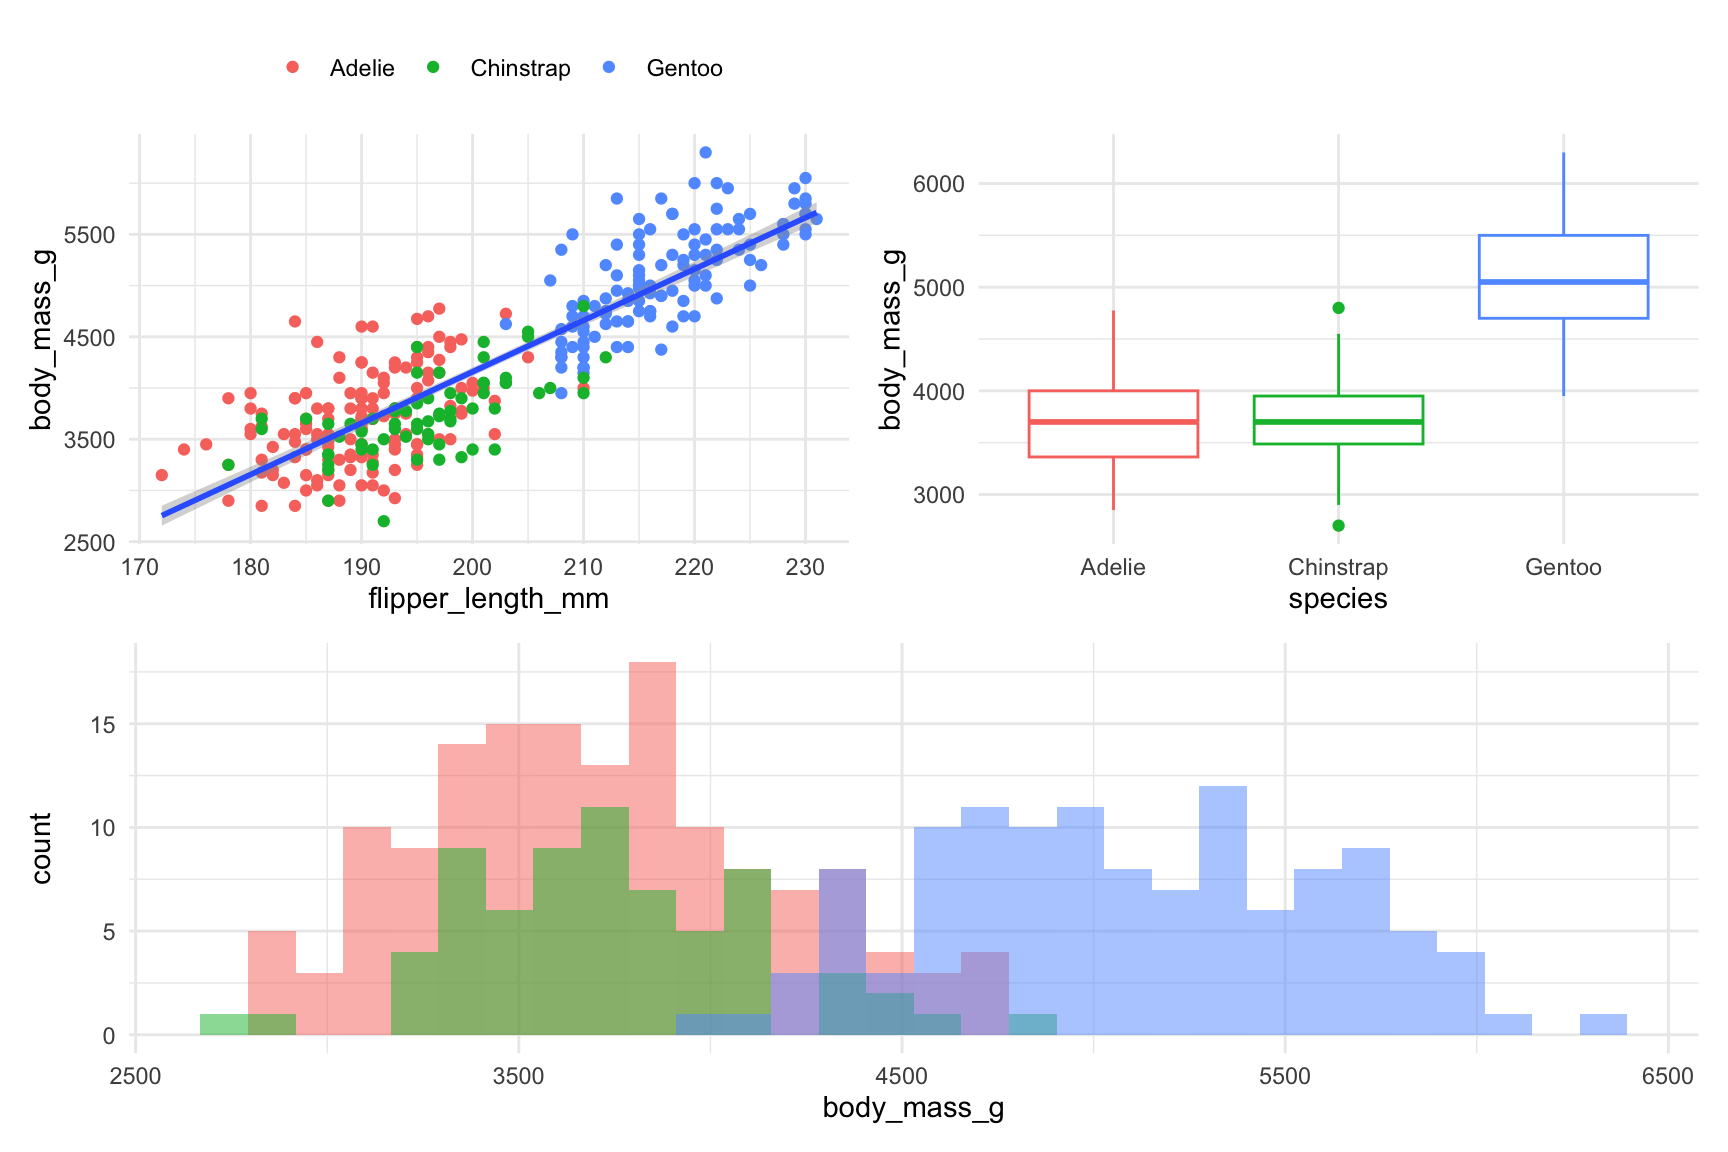 Adelie Chinstrap Gentoo
body_mass_g
5500
4500
3500
2500
170 180 190 200 210 220 230
flipper_length_mm
body_mass_g
6000
5000
4000
3000
Adelie Chinstrap Gentoo
species
count
15
10
5
0
2500 3500 4500 5500 6500
body_mass_g